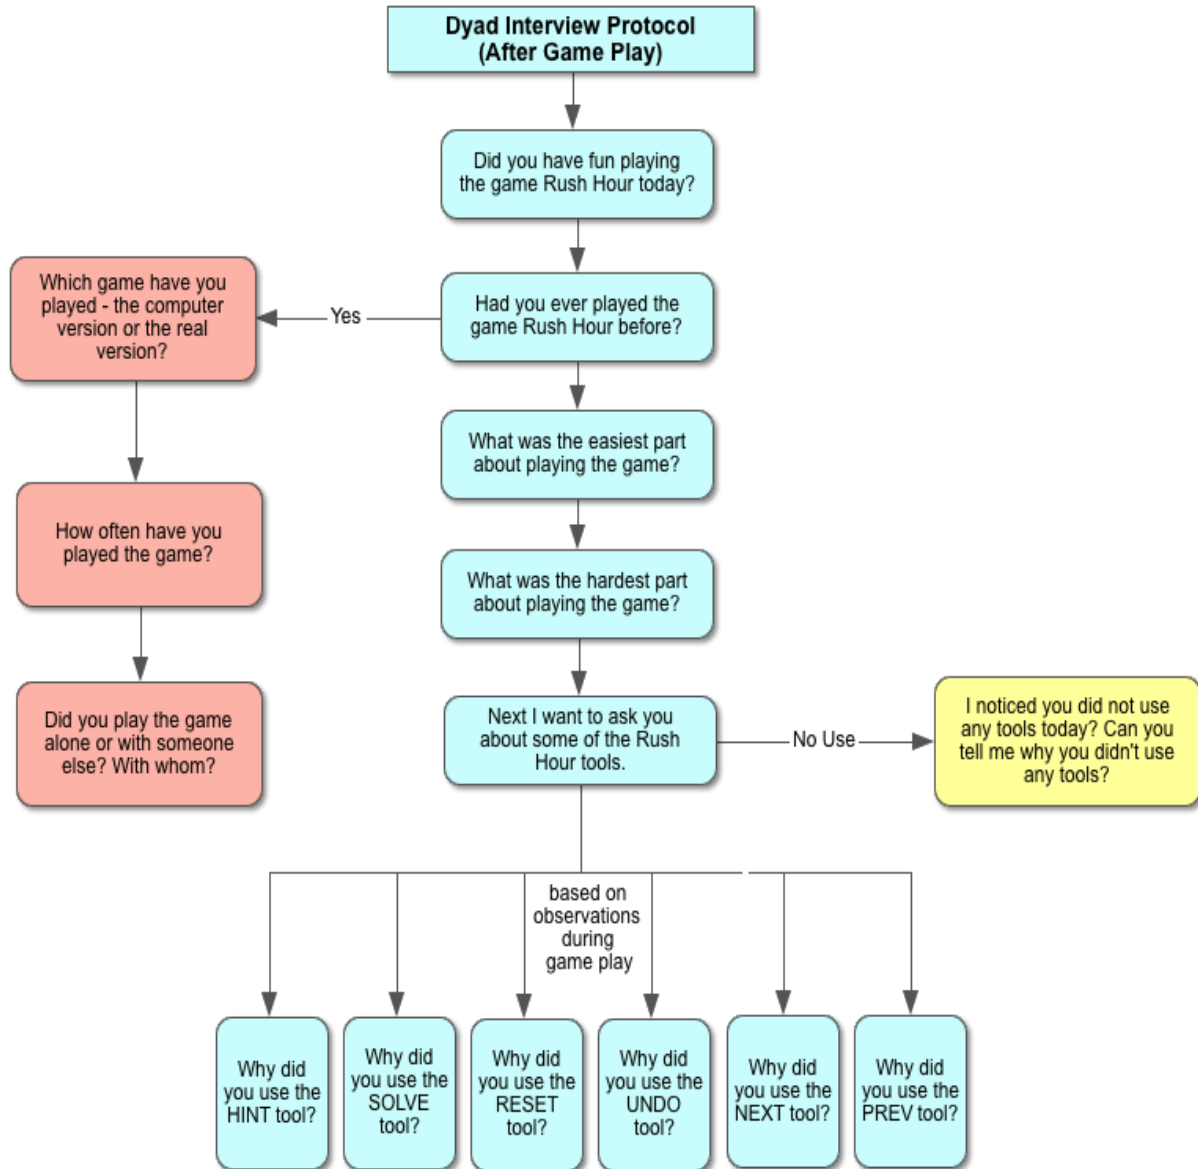 Dyad Interview Protocol
(After Game Play)
Did you have fun playing
the game Rush Hour today?
Had you ever played the
game Rush Hour before?
Yes
Which game have you
played - the computer
version or the real
version?
How often have you
played the game?
Did you play the game
alone or with someone
else? With whom?
What was the easiest part
about playing the game?
What was the hardest part
about playing the game?
Next I want to ask you
about some of the Rush
Hour tools.
No Use
I noticed you did not use
any tools today? Can you
tell me why you didn't use
any tools?
based on
observations
during
game play
Why did
you use the
HINT tool?
Why did
you use the
SOLVE
tool?
Why did
you use the
RESET
tool?
Why did
you use the
UNDO
tool?
Why did
you use the
NEXT tool?
Why did
you use the
PREV tool?